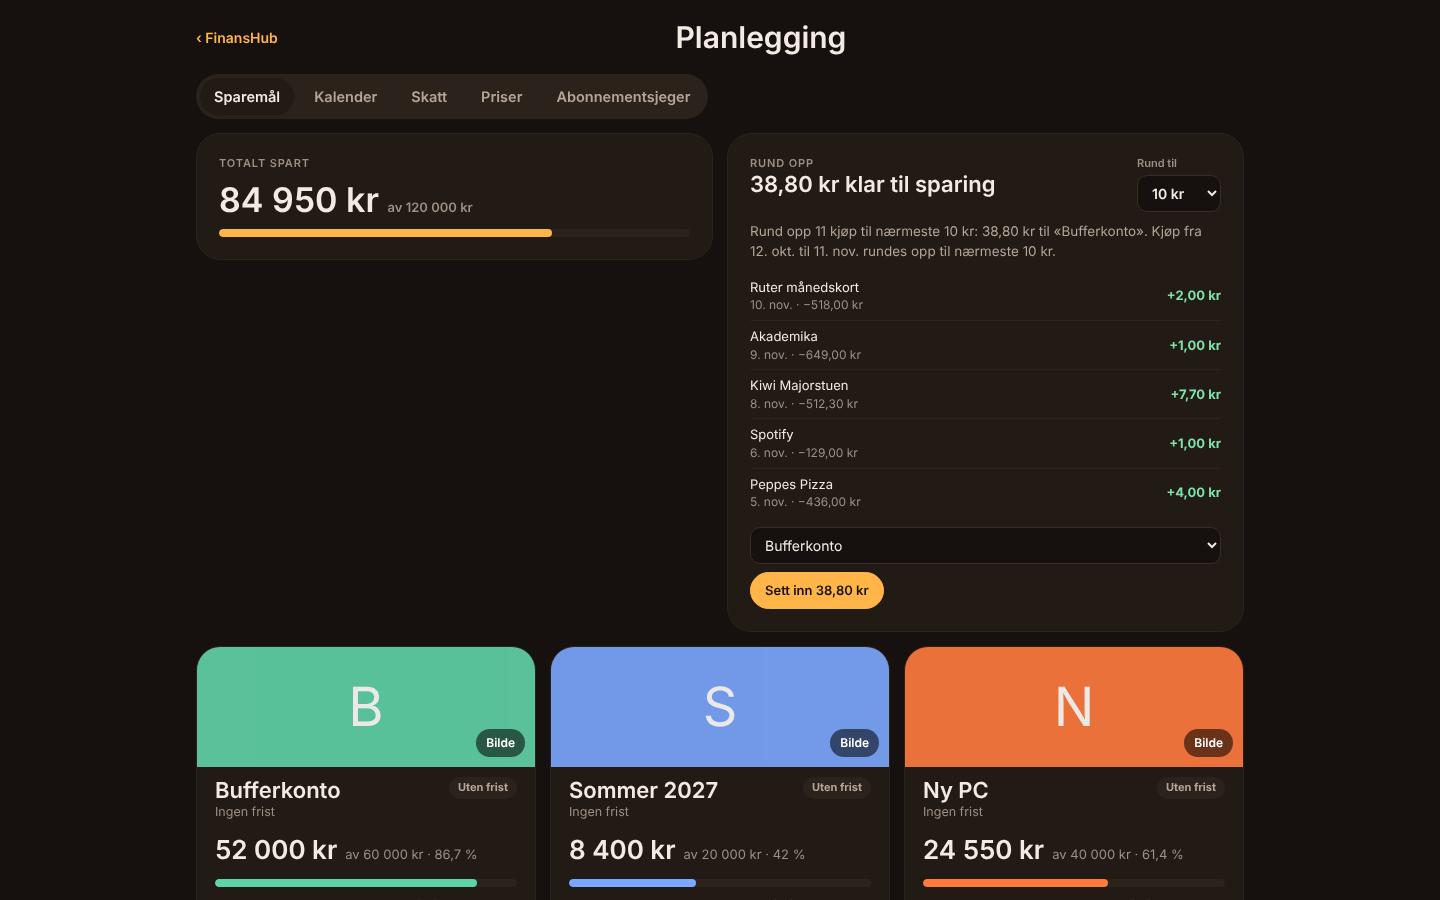 ‹ FinansHub
Planlegging
Sparemål
Kalender
Skatt
Priser
Abonnementsjeger
TOTALT SPART
84 950 kr av 120 000 kr
RUND OPP
38,80 kr klar til sparing
Rund til
10 kr
Rund opp 11 kjøp til nærmeste 10 kr: 38,80 kr til «Bufferkonto». Kjøp fra
12. okt. til 11. nov. rundes opp til nærmeste 10 kr.
Ruter månedskort
10. nov. · −518,00 kr
+2,00 kr
Akademika
9. nov. · −649,00 kr
+1,00 kr
Kiwi Majorstuen
8. nov. · −512,30 kr
+7,70 kr
Spotify
6. nov. · −129,00 kr
+1,00 kr
Peppes Pizza
5. nov. · −436,00 kr
+4,00 kr
Bufferkonto
Sett inn 38,80 kr
B
Bilde
Bufferkonto
Uten frist
Ingen frist
52 000 kr av 60 000 kr · 86,7 %
S
Bilde
Sommer 2027
Uten frist
Ingen frist
8 400 kr av 20 000 kr · 42 %
N
Bilde
Ny PC
Uten frist
Ingen frist
24 550 kr av 40 000 kr · 61,4 %